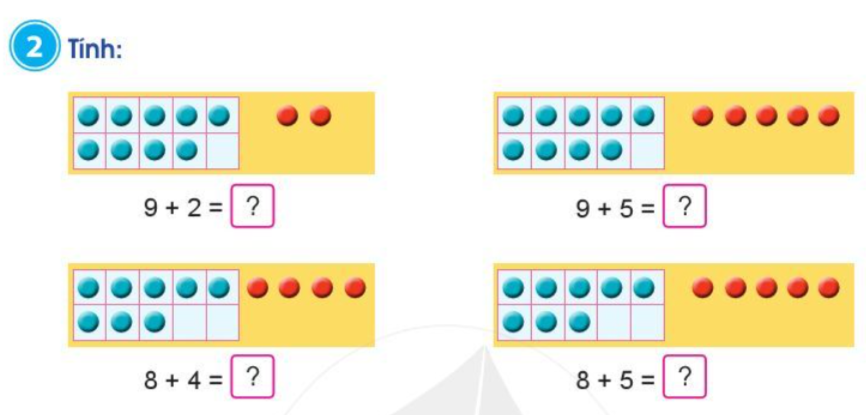 2 Tính:
9 + 2 = ?
9 + 5 = ?
8 + 4 = ?
8 + 5 = ?